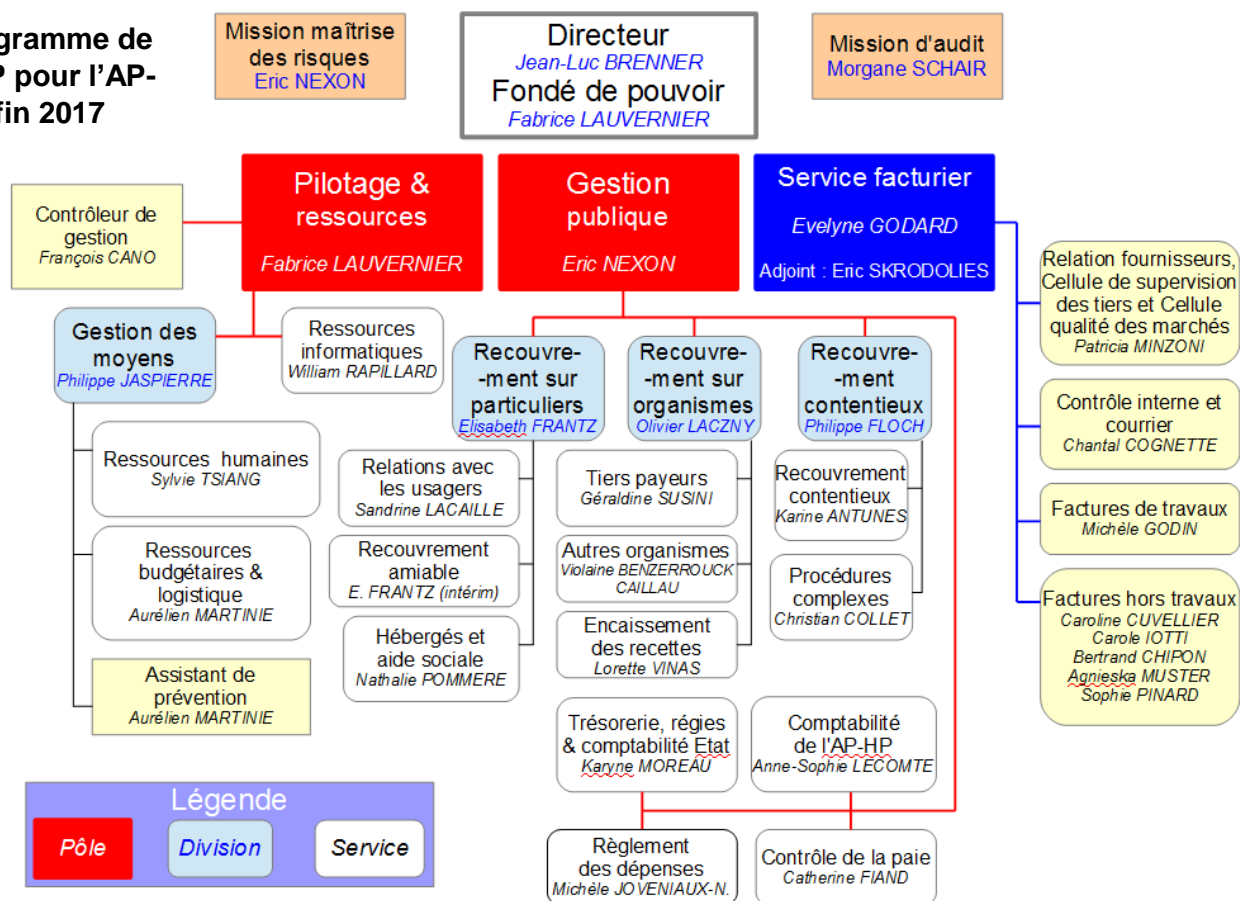 gramme de
P pour l’AP-
fin 2017
Mission maîtrise
des risques
Eric NEXON
Directeur
Jean-Luc BRENNER
Fondé de pouvoir
Fabrice LAUVERNIER
Mission d'audit
Morgane SCHAIR
Contrôleur de
gestion
François CANO
Pilotage &
ressources
Fabrice LAUVERNIER
Gestion
publique
Eric NEXON
Service facturier
Evelyne GODARD
Adjoint : Eric SKRODOLIES
Gestion des
moyens
Philippe JASPIERRE
Ressources
informatiques
William RAPILLARD
Ressources humaines
Sylvie TSIANG
Ressources
budgétaires &
logistique
Aurélien MARTINIE
Assistant de
prévention
Aurélien MARTINIE
Recouvre-
-ment sur
particuliers
Elisabeth FRANTZ
Relations avec
les usagers
Sandrine LACAILLE
Recouvrement
amiable
E. FRANTZ (intérim)
Hébergés et
aide sociale
Nathalie POMMERE
Recouvre-
-ment sur
organismes
Olivier LACZNY
Tiers payeurs
Géraldine SUSINI
Autres organismes
Violaine BENZERROUCK
CAILLAU
Encaissement
des recettes
Lorette VINAS
Recouvre-
-ment
contentieux
Philippe FLOCH
Recouvrement
contentieux
Karine ANTUNES
Procédures
complexes
Christian COLLET
Trésorerie, régies
& comptabilité Etat
Karyne MOREAU
Comptabilité
de l'AP-HP
Anne-Sophie LECOMTE
Règlement
des dépenses
Michèle JOVENIAUX-N.
Contrôle de la paie
Catherine FIAND
Relation fournisseurs,
Cellule de supervision
des tiers et Cellule
qualité des marchés
Patricia MINZONI
Contrôle interne et
courrier
Chantal COGNETTE
Factures de travaux
Michèle GODIN
Factures hors travaux
Caroline CUVELLIER
Carole IOTTI
Bertrand CHIPON
Agnieska MUSTER
Sophie PINARD
Légende
Pôle
Division
Service